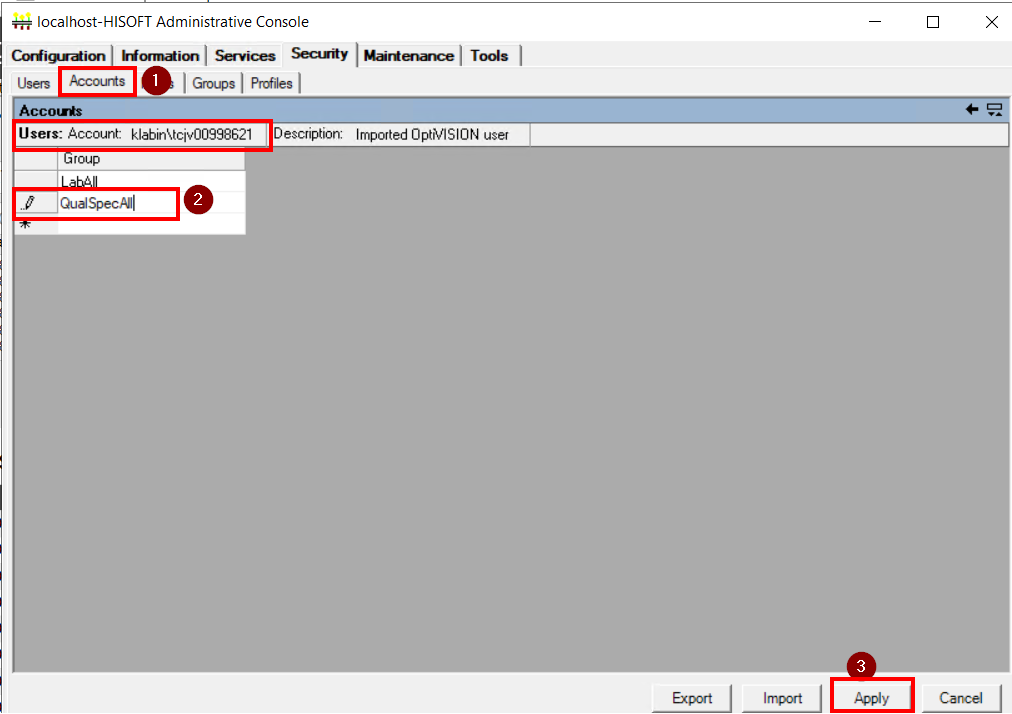 localhost-HISOFT Administrative Console
Configuration Information Services Security Maintenance Tools
Users Accounts 1 s Groups Profiles
Accounts
Users: Account: klabin\tcjv00998621 Description: Imported OptiVISION user
Group
LabAll
QualSpecAll 2
*
3
Export Import Apply Cancel